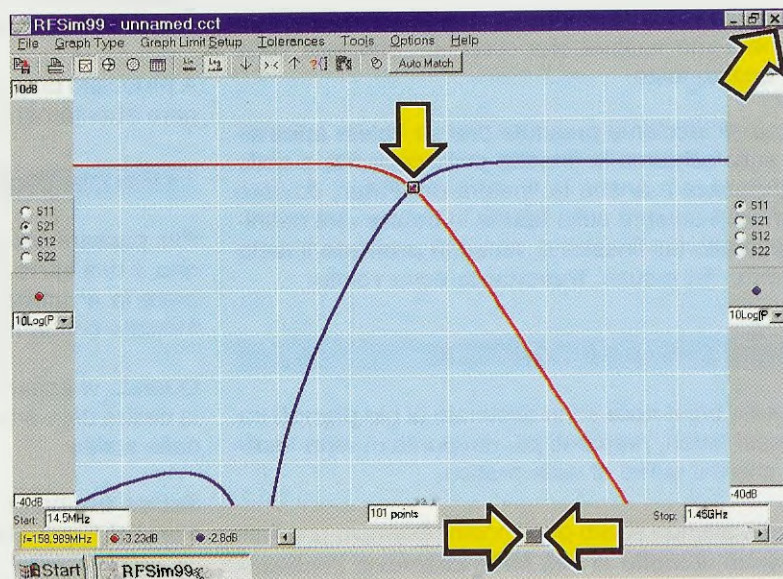 RFSim99 - unnamed.cct
File Graph Type Graph Limit Setup Tolerances Tools Options Help
Lin Log Auto Match
10dB
S11
S21
S12
S22
S11
S21
S12
S22
10Log(P
10Log(P
-40dB
-40dB
Start: 14.5MHz 101 points Stop: 1.45GHz
f=158.989MHz -3.23dB -2.8dB
Start RFSim99